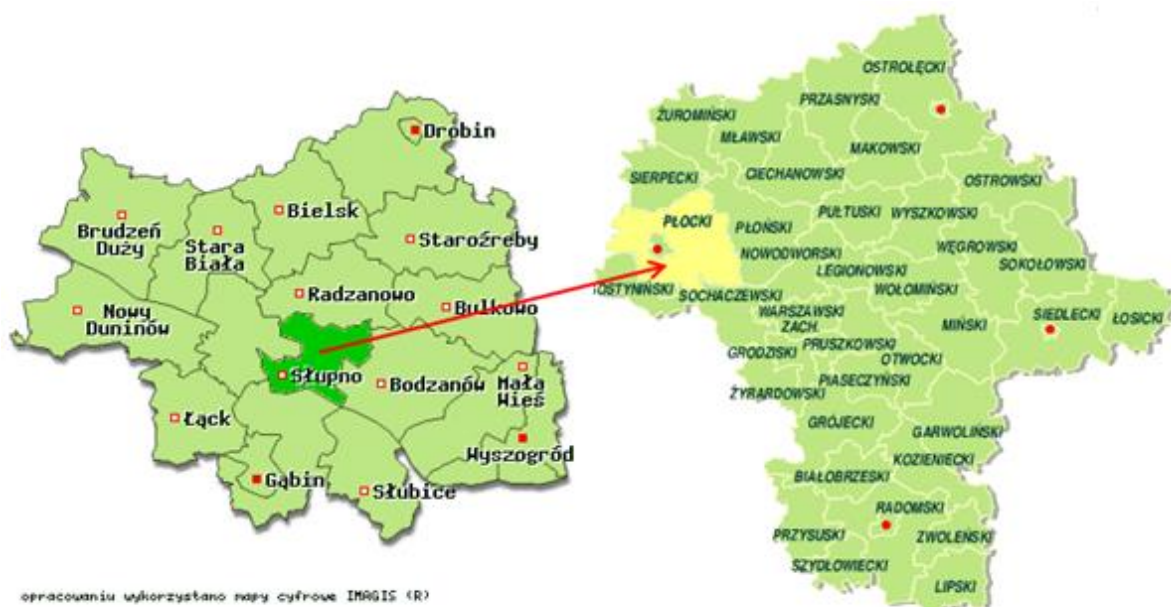 Drobin
Bielsk
Brudzeń
Duży
Stara
Biała
Staroźreby
Radzanowo
Bulkowo
Nowy
Duninów
Słupno
Bodzanów
Mała
Wieś
Łąck
Wyszogród
Gąbin
Słubice
opracowaniu wykorzystano mapy cyfrowe IMAGIS (R)
OSTROŁĘCKI
PRZASNYSKI
ŻUROMIŃSKI
MŁAWSKI
MAKOWSKI
SIERPECKI
CIECHANOWSKI
OSTROWSKI
PŁOCKI
PŁOŃSKI
PUŁTUSKI
WYSZKOWSKI
NOWODWORSKI
WĘGROWSKI
SOKOŁOWSKI
LEGIONOWSKI
OSTYNIŃSKI
SOCHACZEWSKI
WOŁOMIŃSKI
WARSZAWSKI
ZACH.
MIŃSKI
SIEDLECKI
ŁOSICKI
GRODZISKI
PRUSZKOWSKI
OTWOCKI
ŻYRARDOWSKI
PIASECZYŃSKI
GRÓJECKI
GARWOLIŃSKI
KOZIENICKI
BIAŁOBRZESKI
RADOMSKI
PRZYSUSKI
ZWOLEŃSKI
SZYDŁOWIECKI
LIPSKI